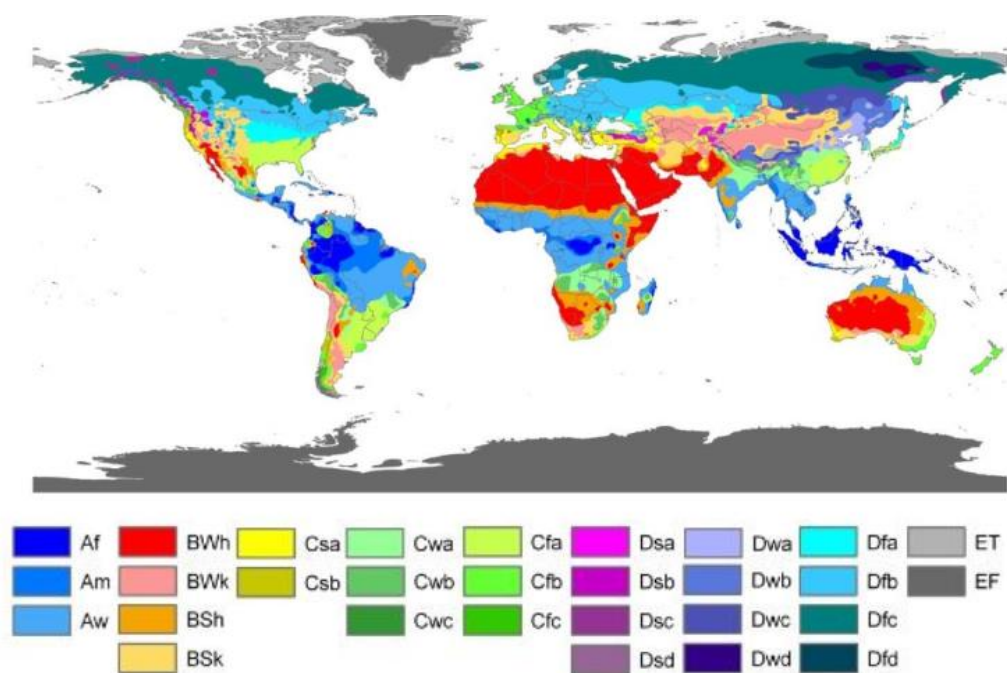 Af BWh Csa Cwa Cfa Dsa Dwa Dfa ET
Am BWk Csb Cwb Cfb Dsb Dwb Dfb EF
Aw BSh Cwc Cfc Dsc Dwc Dfc
BSk Dsd Dwd Dfd